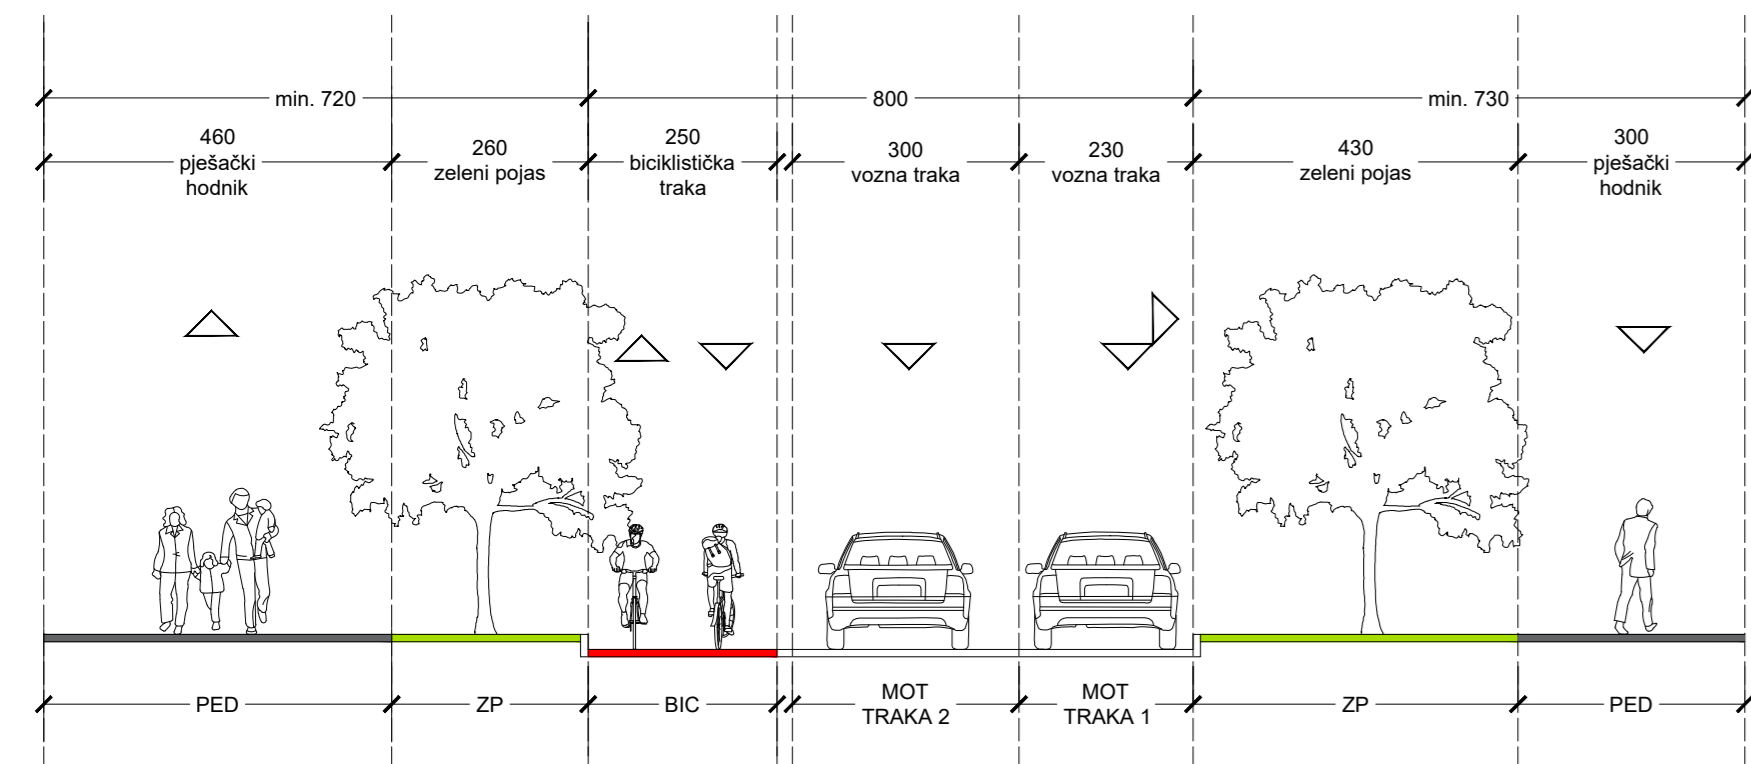 min. 720
800
min. 730
460
pješački
hodnik
260
zeleni pojas
250
biciklistička
traka
300
vozna traka
230
vozna traka
430
zeleni pojas
300
pješački
hodnik
PED
ZP
BIC
MOT
TRAKA 2
MOT
TRAKA 1
ZP
PED